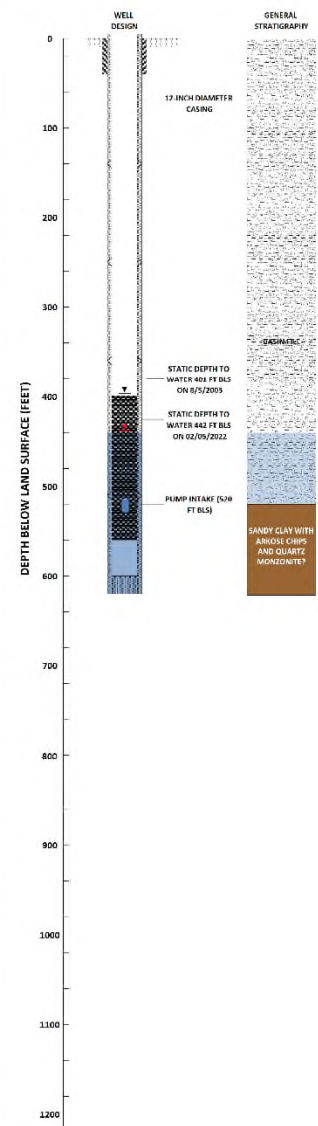 WELL
DESIGN
GENERAL
STRATIGRAPHY
DEPTH BELOW LAND SURFACE (FEET)
0
100
200
300
400
500
600
700
800
900
1000
1100
1200
12-INCH DIAMETER
CASING
BASIN FILL
STATIC DEPTH TO
WATER 401 FT BLS
ON 8/5/2005
STATIC DEPTH TO
WATER 442 FT BLS
ON 02/05/2022
PUMP INTAKE (520
FT BLS)
SANDY CLAY WITH
ARKOSE CHIPS
AND QUARTZ
MONZONITE?